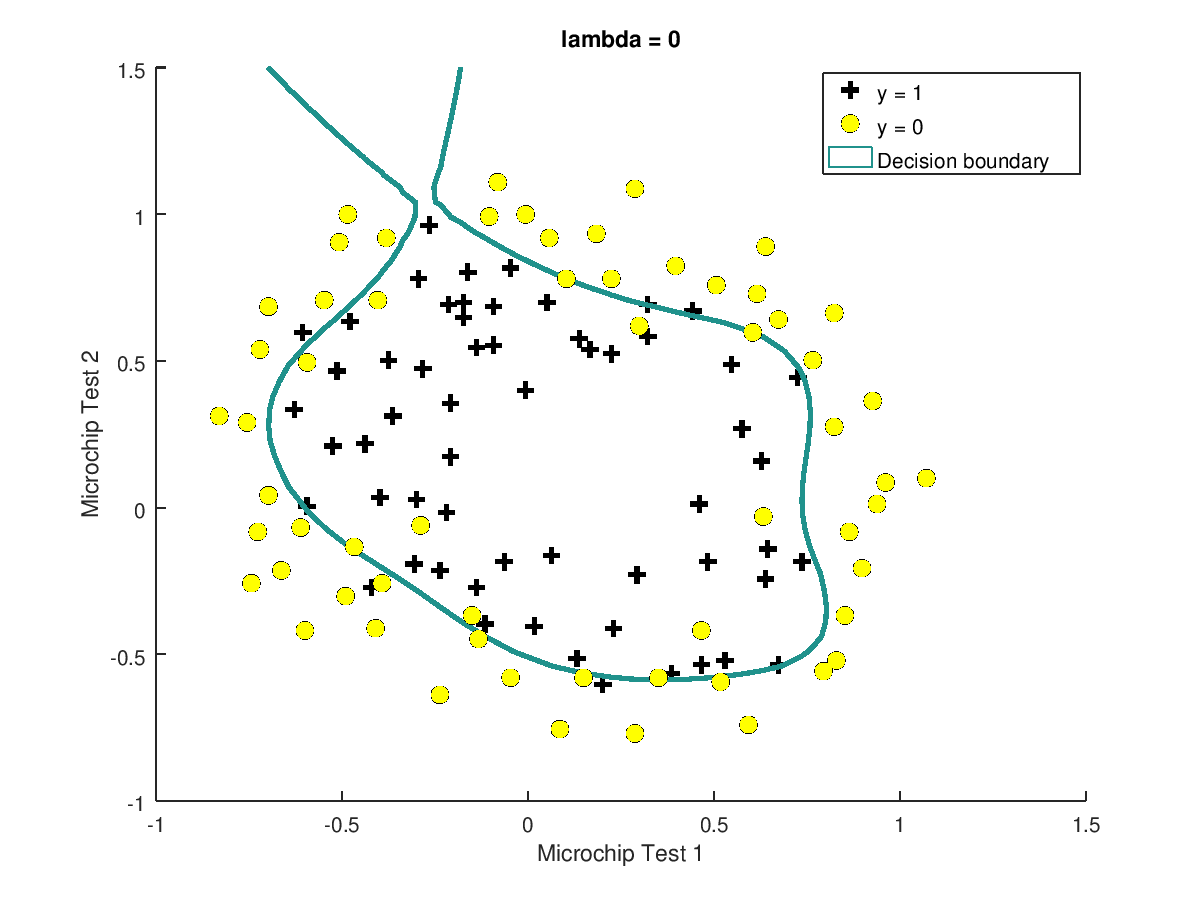 lambda = 0
y = 1
y = 0
Decision boundary
1.5
1
0.5
0
-0.5
-1
Microchip Test 2
-1
-0.5
0
0.5
1
1.5
Microchip Test 1